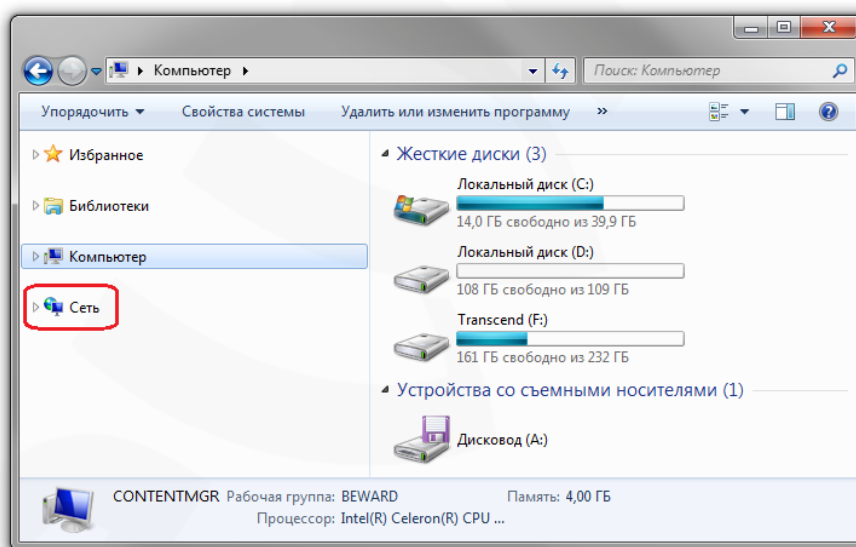 Компьютер
Поиск: Компьютер
Упорядочить Свойства системы Удалить или изменить программу »
Избранное
Библиотеки
Компьютер
Сеть
Жесткие диски (3)
Локальный диск (C:)
14,0 ГБ свободно из 39,9 ГБ
Локальный диск (D:)
108 ГБ свободно из 109 ГБ
Transcend (F:)
161 ГБ свободно из 232 ГБ
Устройства со съемными носителями (1)
Дисковод (A:)
CONTENTMGR Рабочая группа: BEWARD Память: 4,00 ГБ
Процессор: Intel(R) Celeron(R) CPU ...